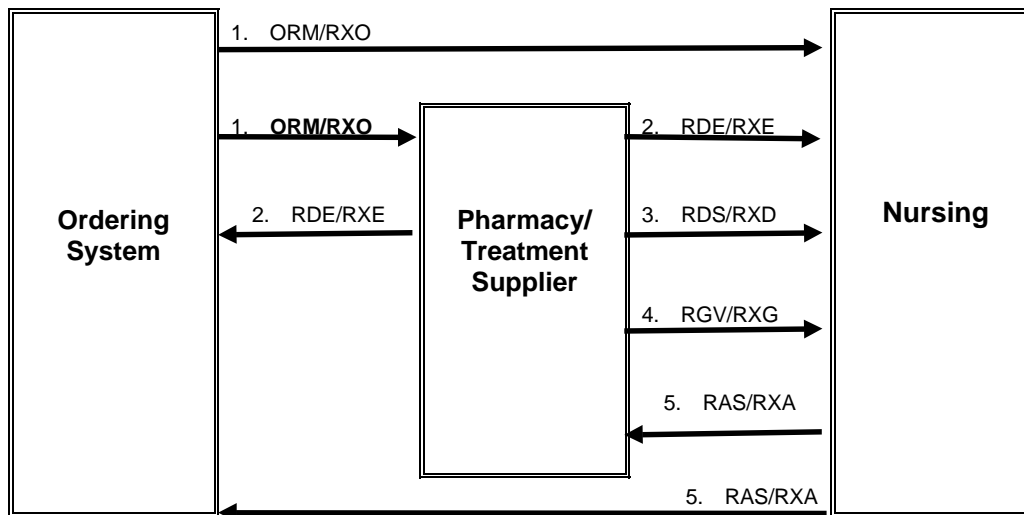 1. ORM/RXO
1. ORM/RXO
2. RDE/RXE
Ordering
System
2. RDE/RXE
Pharmacy/
Treatment
Supplier
3. RDS/RXD
Nursing
4. RGV/RXG
5. RAS/RXA
5. RAS/RXA